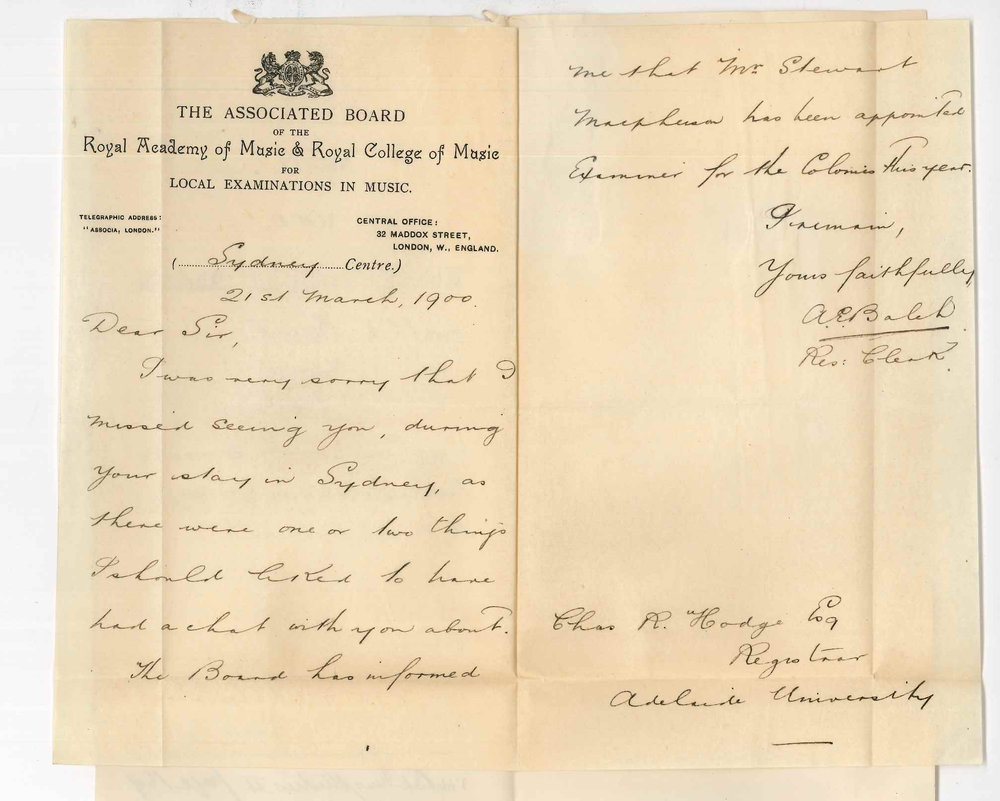 THE ASSOCIATED BOARD
OF THE
Royal Academy of Music & Royal College of Music
FOR
LOCAL EXAMINATIONS IN MUSIC.
TELEGRAPHIC ADDRESS:
"ASSOCIA, LONDON."
CENTRAL OFFICE:
32 MADDOX STREET,
LONDON, W., ENGLAND.
(Sydney Centre.)
21st March, 1900.
Dear Sir,
I was very sorry that I
missed seeing you, during
your stay in Sydney, as
there were one or two things
I should liked to have
had a chat with you about.
The Board has informed
me that Mr Stewart
Macpherson has been appointed
Examiner for the Colonies this year.
I remain,
Yours faithfully
A.E. Balch
Res: Clerk.
Chas R. Hodge Esq
Registrar
Adelaide University